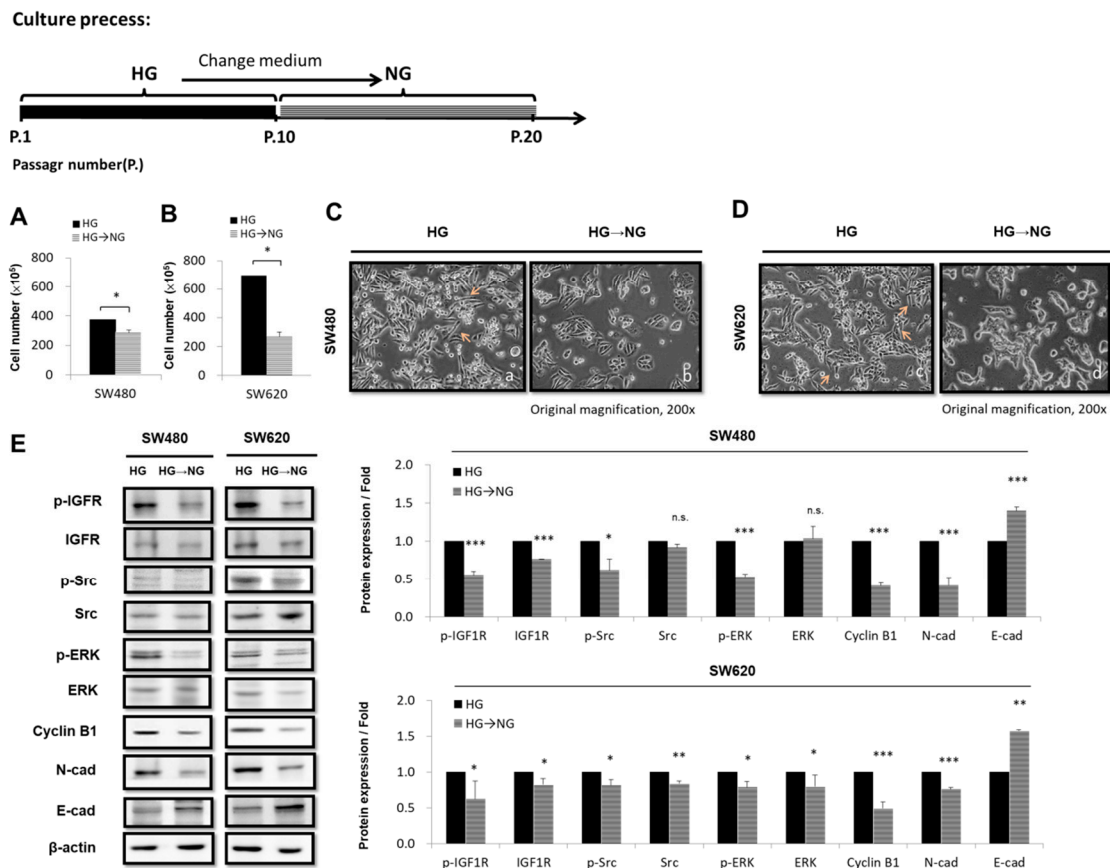 Culture precess:
HG
Change medium
NG
P.1
P.10
P.20
Passagr number(P.)
A
HG
HG→NG
Cell number (×10⁵)
800
600
400
200
0
*
SW480
B
HG
HG→NG
Cell number (×10⁵)
800
600
400
200
0
*
SW620
C
HG
HG→NG
SW480
a
b
Original magnification, 200x
D
HG
HG→NG
SW620
c
d
Original magnification, 200x
E
SW480
SW620
HG HG→NG
HG HG→NG
p-IGFR
IGFR
p-Src
Src
p-ERK
ERK
Cyclin B1
N-cad
E-cad
β-actin
SW480
HG
HG→NG
Protein expression / Fold
2.0
1.5
1.0
0.5
0.0
*** *** * n.s. *** n.s. *** *** ***
p-IGF1R IGF1R p-Src Src p-ERK ERK Cyclin B1 N-cad E-cad
SW620
HG
HG→NG
Protein expression / Fold
2.0
1.5
1.0
0.5
0.0
* * * ** * * *** *** **
p-IGF1R IGF1R p-Src Src p-ERK ERK Cyclin B1 N-cad E-cad